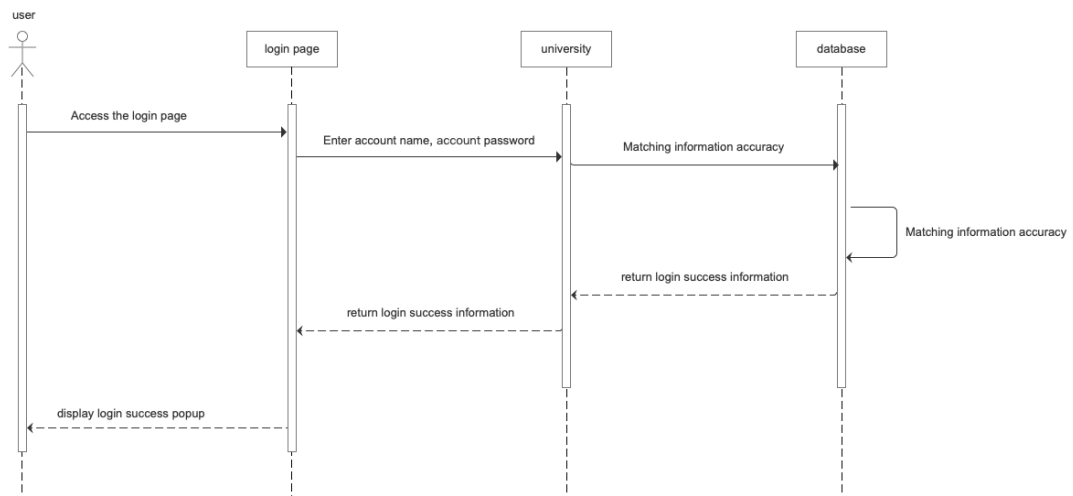 user
login page
university
database
Access the login page
Enter account name, account password
Matching information accuracy
Matching information accuracy
return login success information
return login success information
display login success popup